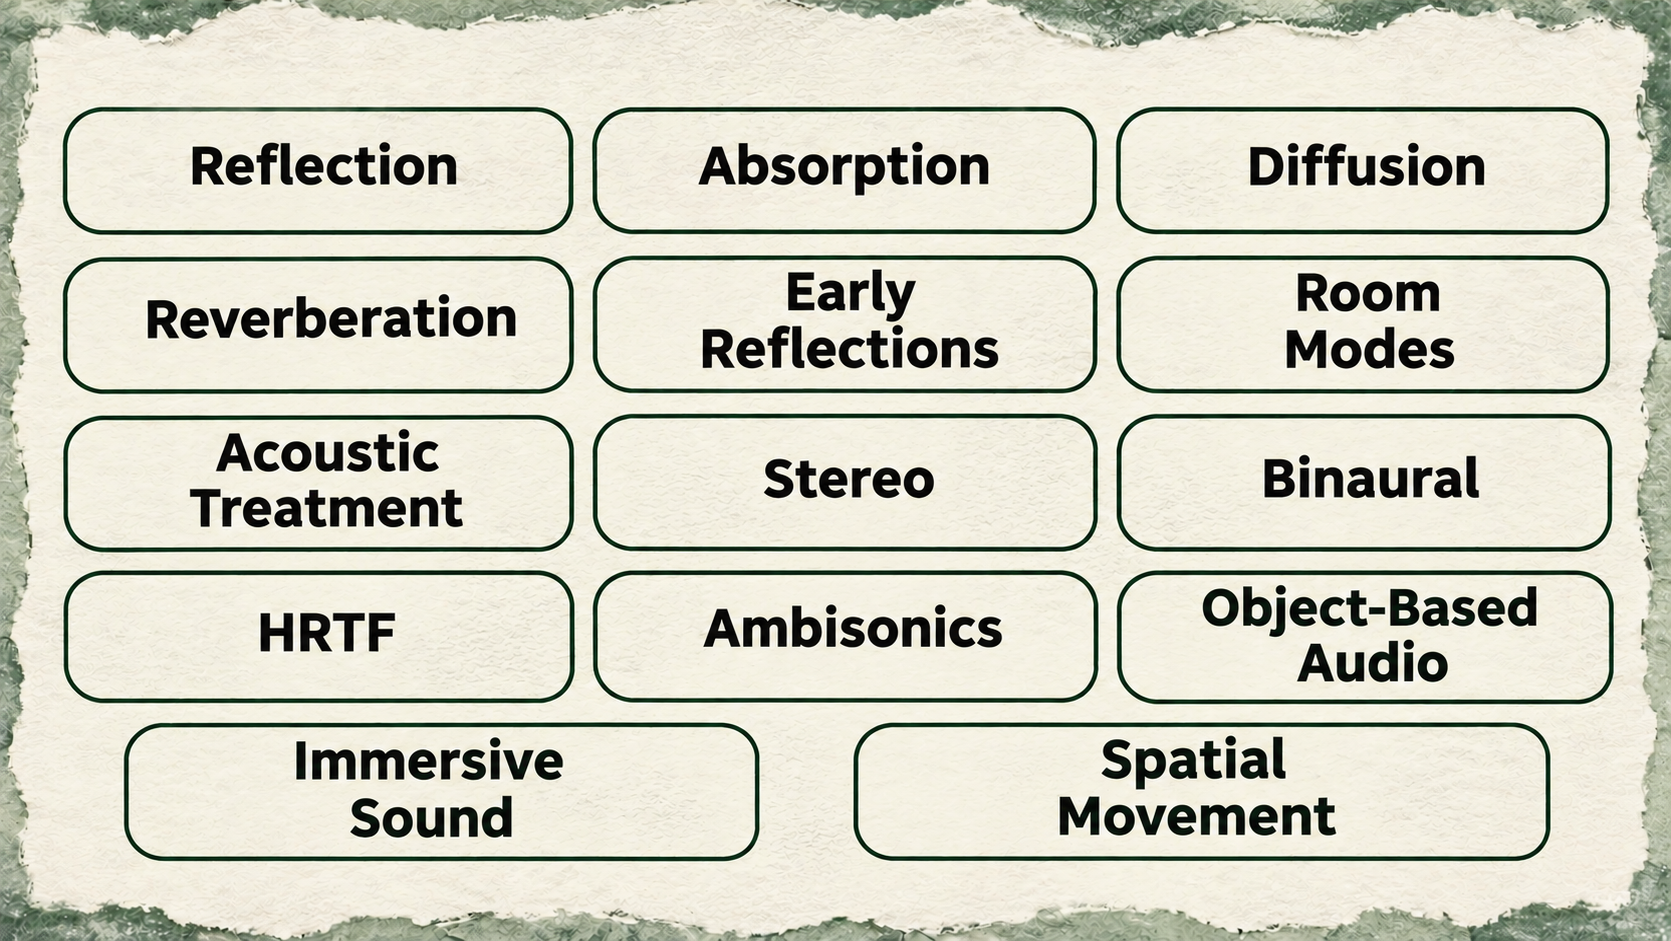 Reflection
Absorption
Diffusion
Reverberation
Early
Reflections
Room
Modes
Acoustic
Treatment
Stereo
Binaural
HRTF
Ambisonics
Object-Based
Audio
Immersive
Sound
Spatial
Movement